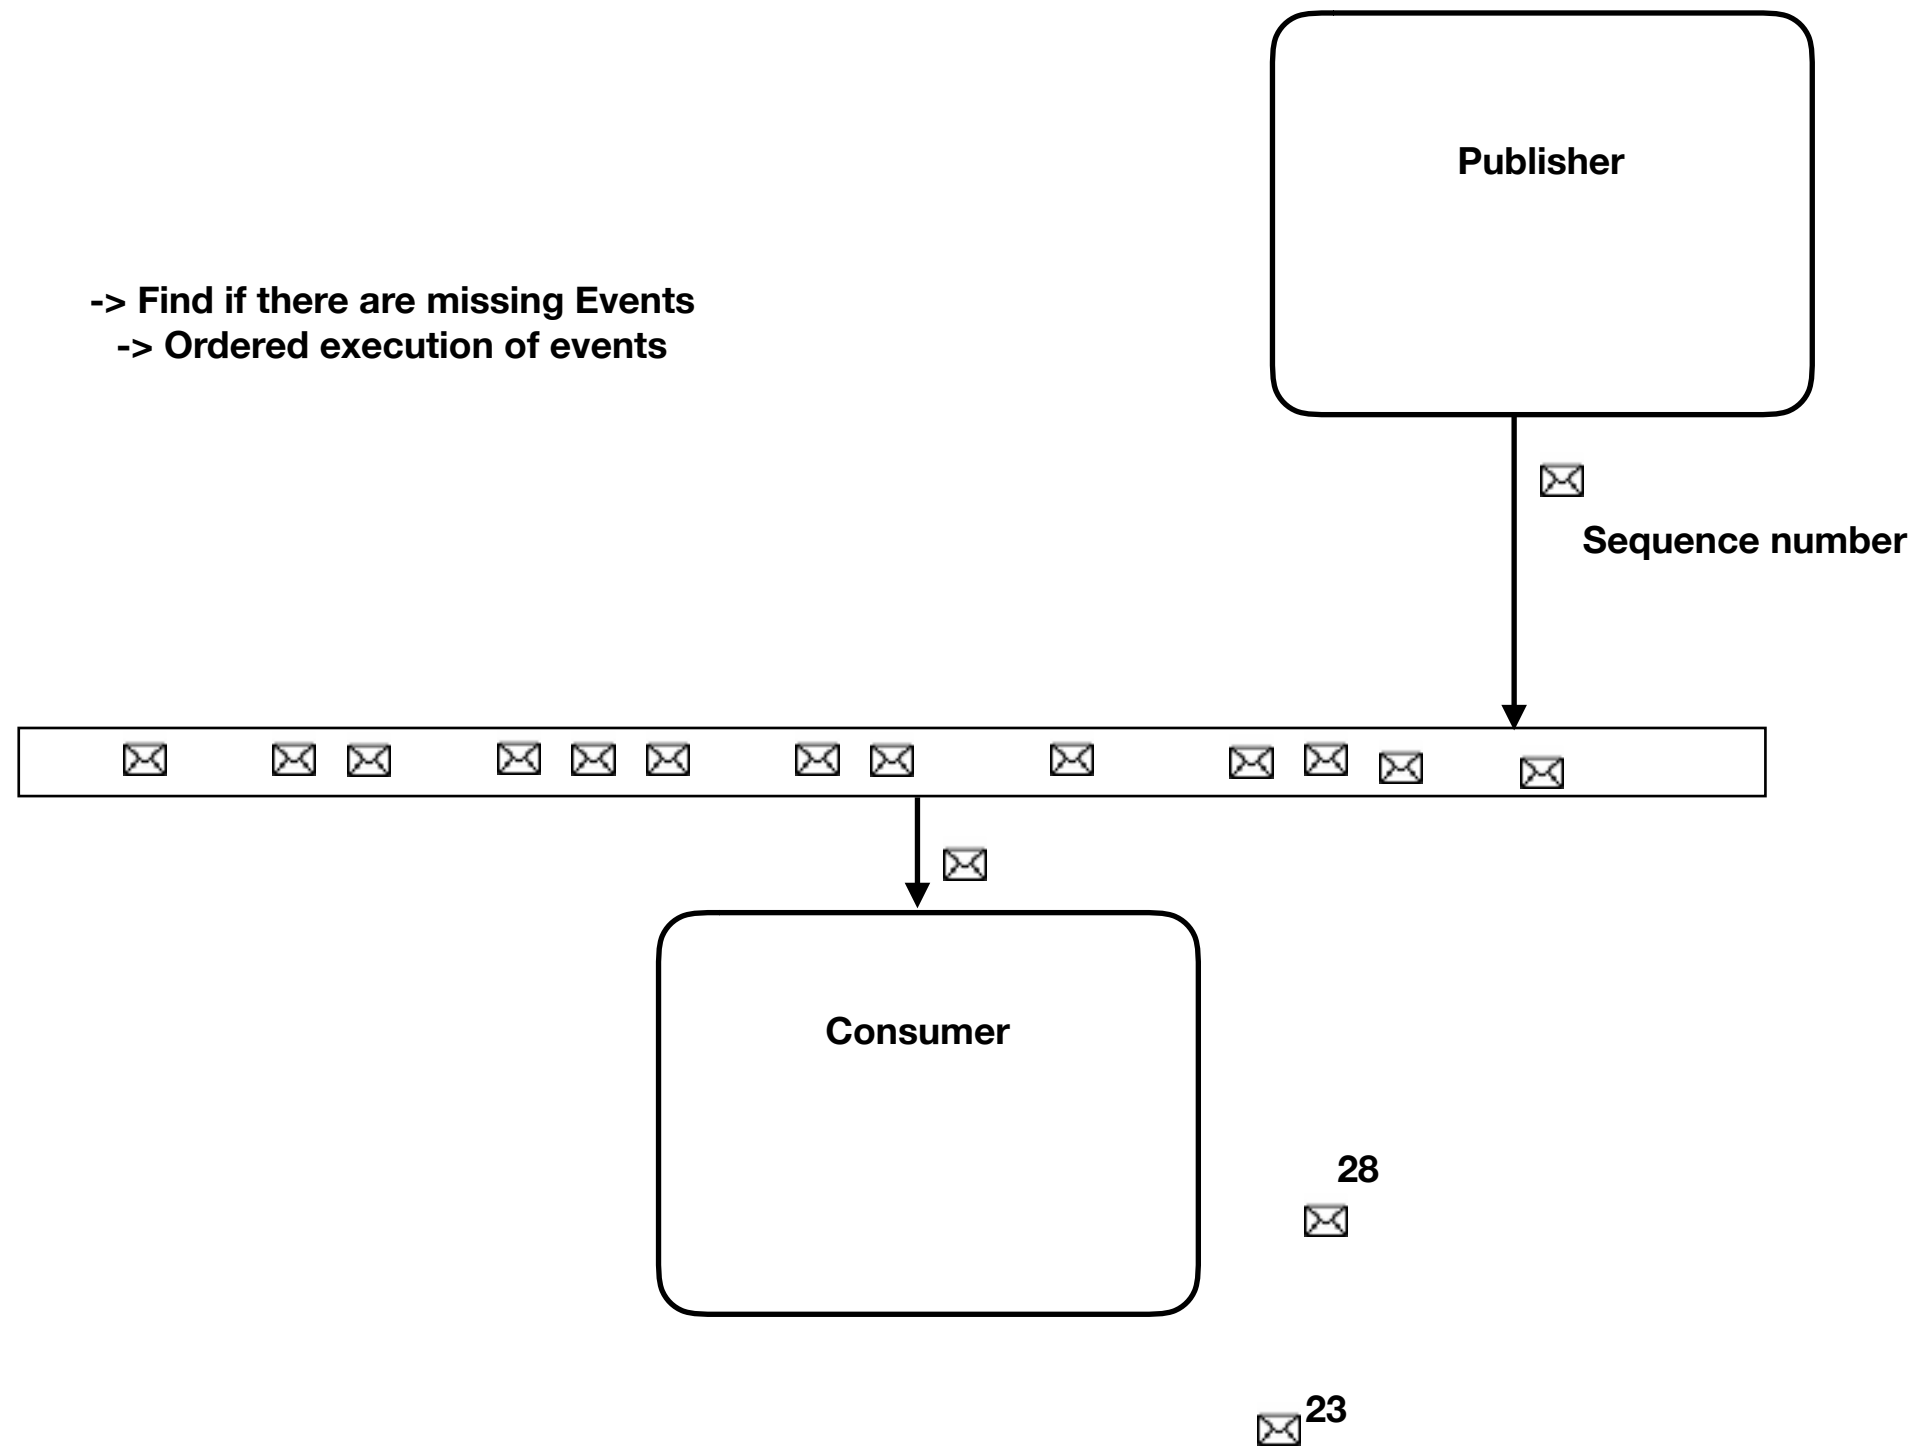 Publisher
-> Find if there are missing Events
-> Ordered execution of events
Sequence number
Consumer
28
23